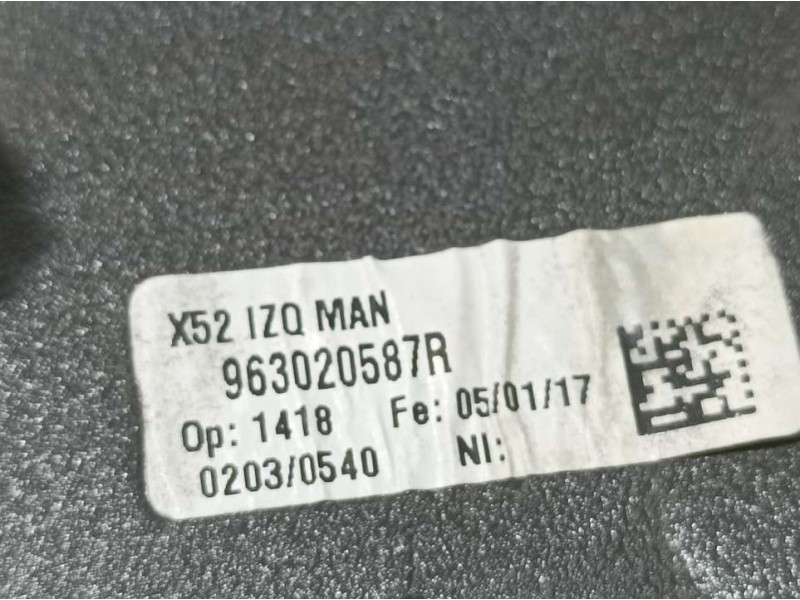 X52 IZQ MAN
963020587R
Op: 1418 Fe: 05/01/17
0203/0540 NI: